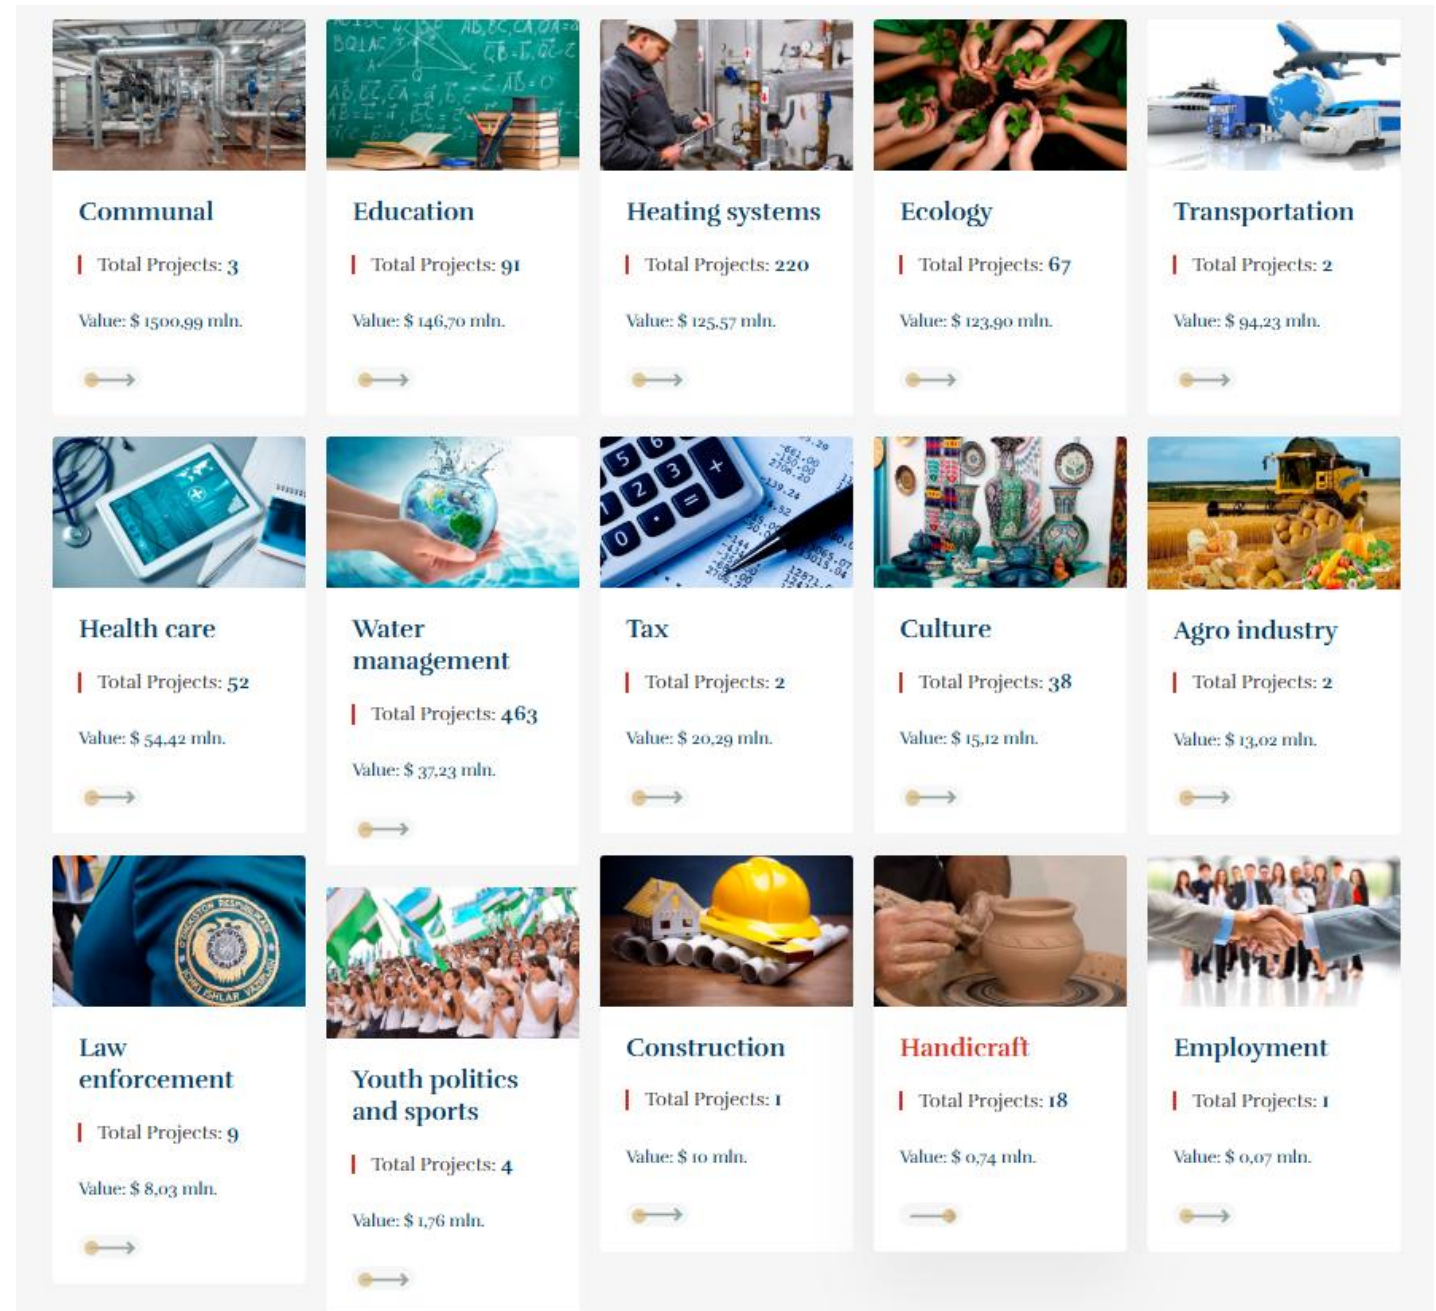 Communal
Total Projects: 3
Value: $ 1500,99 mln.
Education
Total Projects: 91
Value: $ 146,70 mln.
Heating systems
Total Projects: 220
Value: $ 125,57 mln.
Ecology
Total Projects: 67
Value: $ 123,90 mln.
Transportation
Total Projects: 2
Value: $ 94,23 mln.
Health care
Total Projects: 52
Value: $ 54,42 mln.
Water
management
Total Projects: 463
Value: $ 37,23 mln.
Tax
Total Projects: 2
Value: $ 20,29 mln.
Culture
Total Projects: 38
Value: $ 15,12 mln.
Agro industry
Total Projects: 2
Value: $ 13,02 mln.
Law
enforcement
Total Projects: 9
Value: $ 8,03 mln.
Youth politics
and sports
Total Projects: 4
Value: $ 1,76 mln.
Construction
Total Projects: 1
Value: $ 10 mln.
Handicraft
Total Projects: 18
Value: $ 0,74 mln.
Employment
Total Projects: 1
Value: $ 0,07 mln.